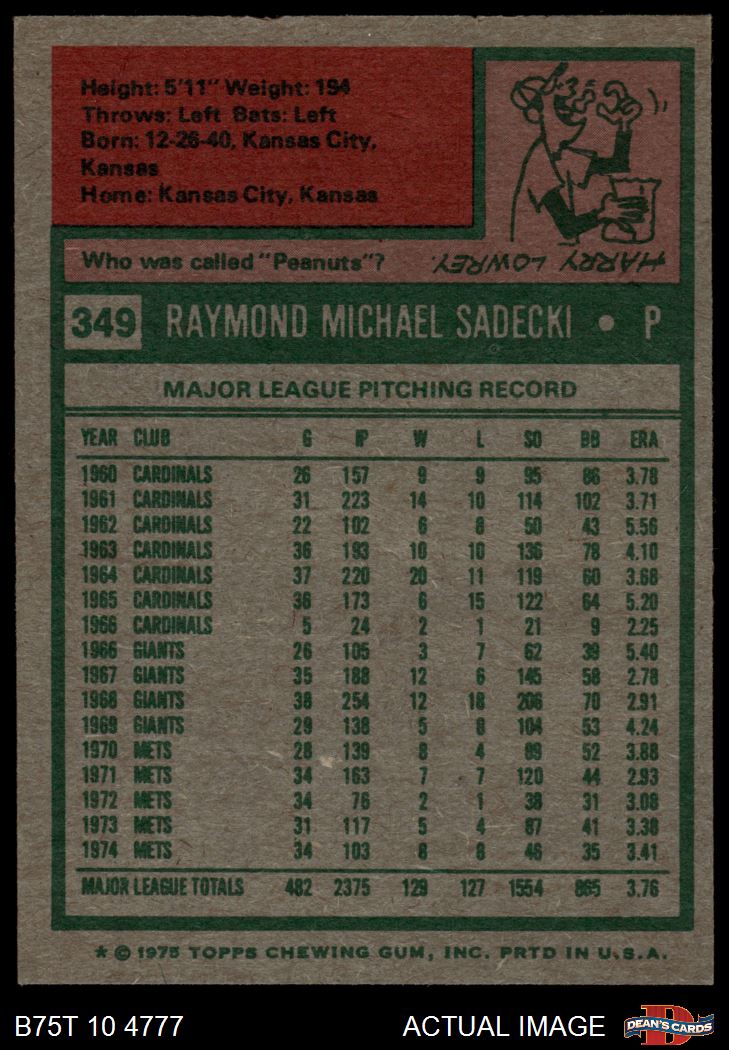 Height: 5'11" Weight: 194
Throws: Left Bats: Left
Born: 12-26-40, Kansas City,
Kansas
Home: Kansas City, Kansas
Who was called "Peanuts"?
HARRY LOWREY.
349 RAYMOND MICHAEL SADECKI • P
MAJOR LEAGUE PITCHING RECORD
YEAR CLUB G IP W L SO BB ERA
1960 CARDINALS 26 157 9 9 95 86 3.78
1961 CARDINALS 31 223 14 10 114 102 3.71
1962 CARDINALS 22 102 6 8 50 43 5.56
1963 CARDINALS 36 193 10 10 136 78 4.10
1964 CARDINALS 37 220 20 11 119 60 3.68
1965 CARDINALS 36 173 6 15 122 64 5.20
1966 CARDINALS 5 24 2 1 21 9 2.25
1966 GIANTS 26 105 3 7 62 39 5.40
1967 GIANTS 35 188 12 6 145 58 2.78
1968 GIANTS 38 254 12 18 206 70 2.91
1969 GIANTS 29 138 5 8 104 53 4.24
1970 METS 28 139 8 4 89 52 3.88
1971 METS 34 163 7 7 120 44 2.93
1972 METS 34 76 2 1 38 31 3.08
1973 METS 31 117 5 4 87 41 3.38
1974 METS 34 103 8 8 46 35 3.41
MAJOR LEAGUE TOTALS 482 2375 129 127 1554 865 3.76
* © 1975 TOPPS CHEWING GUM, INC. PRTD IN U.S.A.
B75T 10 4777 ACTUAL IMAGE DEAN'S CARDS